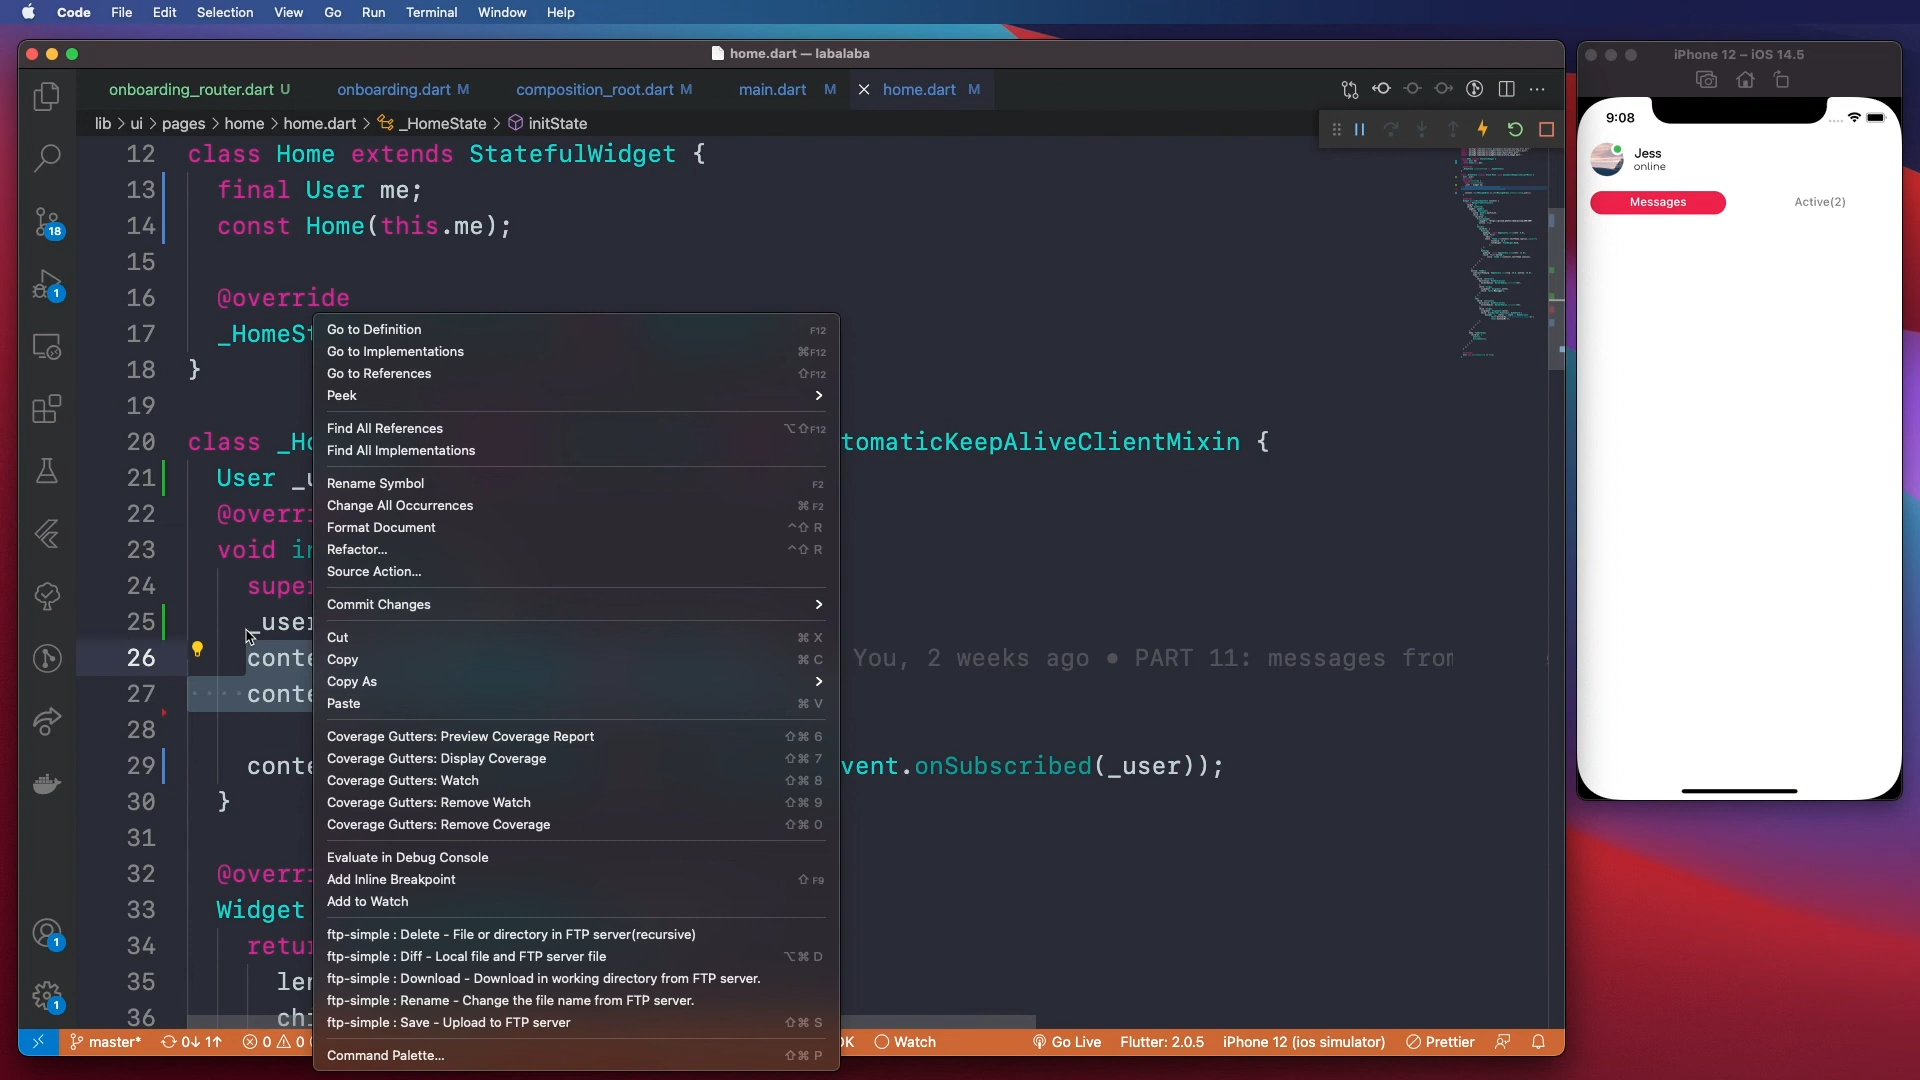 Code File Edit Selection View Go Run Terminal Window Help
home.dart — labalaba
onboarding_router.dart U onboarding.dart M composition_root.dart M main.dart M home.dart M
lib > ui > pages > home > home.dart > _HomeState > initState
12 class Home extends StatefulWidget {
13 final User me;
14 const Home(this.me);
15
16 @override
17 _HomeSt
18 }
19
20 class _Ho tomaticKeepAliveClientMixin {
21 User _u
22 @overri
23 void in
24 super
25 _user
26 conte You, 2 weeks ago • PART 11: messages from
27 conte
28
29 conte vent.onSubscribed(_user));
30 }
31
32 @overri
33 Widget
34 retur
35 len
36 chi
Go to Definition F12
Go to Implementations ⌘F12
Go to References ⇧F12
Peek
Find All References ⌥⇧F12
Find All Implementations
Rename Symbol F2
Change All Occurrences ⌘F2
Format Document ^⇧R
Refactor... ^⇧R
Source Action...
Commit Changes
Cut ⌘X
Copy ⌘C
Copy As
Paste ⌘V
Coverage Gutters: Preview Coverage Report ⇧⌘6
Coverage Gutters: Display Coverage ⇧⌘7
Coverage Gutters: Watch ⇧⌘8
Coverage Gutters: Remove Watch ⇧⌘9
Coverage Gutters: Remove Coverage ⇧⌘0
Evaluate in Debug Console
Add Inline Breakpoint ⇧F9
Add to Watch
ftp-simple : Delete - File or directory in FTP server(recursive)
ftp-simple : Diff - Local file and FTP server file ⌥⌘D
ftp-simple : Download - Download in working directory from FTP server.
ftp-simple : Rename - Change the file name from FTP server.
ftp-simple : Save - Upload to FTP server ⇧⌘S
Command Palette... ⇧⌘P
18
1
1
1
master* 0↓ 1↑ 0 0 OK Watch Go Live Flutter: 2.0.5 iPhone 12 (ios simulator) Prettier
iPhone 12 – iOS 14.5
9:08
Jess
online
Messages Active(2)